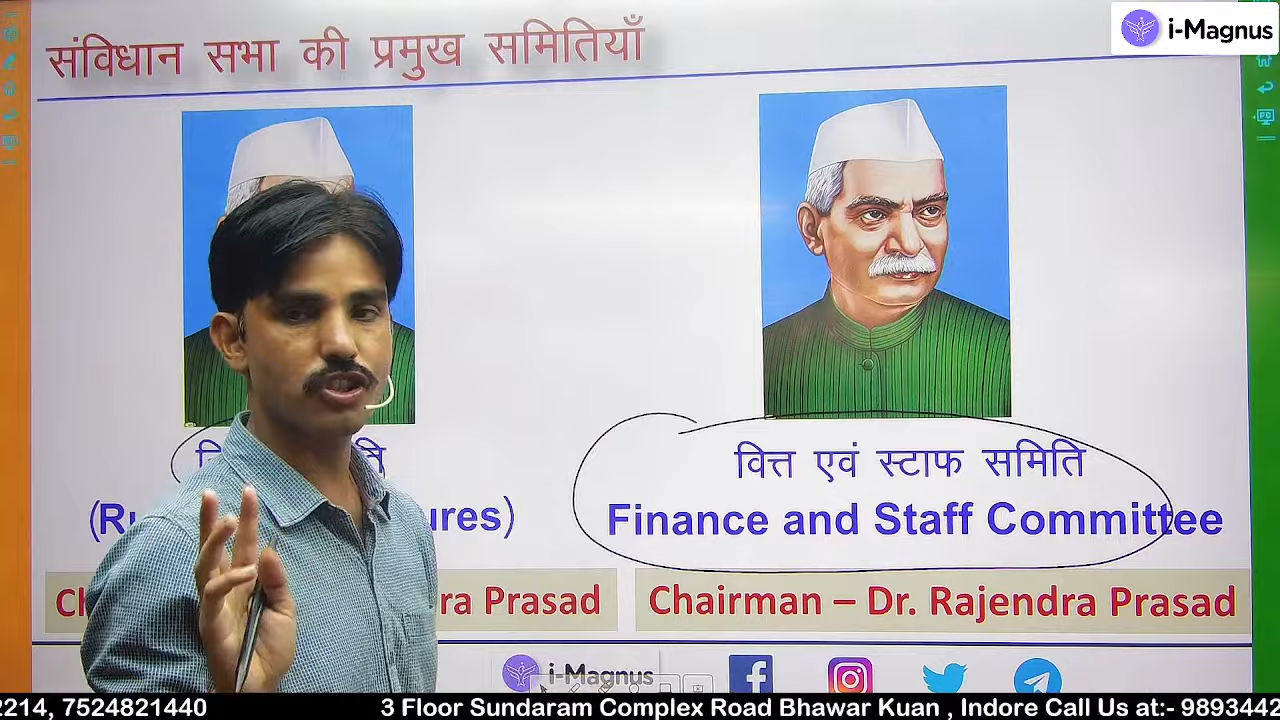 i-Magnus
संविधान सभा की प्रमुख समितियाँ
वित्त एवं स्टाफ समिति
Finance and Staff Committee
ra Prasad
Chairman – Dr. Rajendra Prasad
i-Magnus
2214, 7524821440
3 Floor Sundaram Complex Road Bhawar Kuan , Indore Call Us at:- 9893442